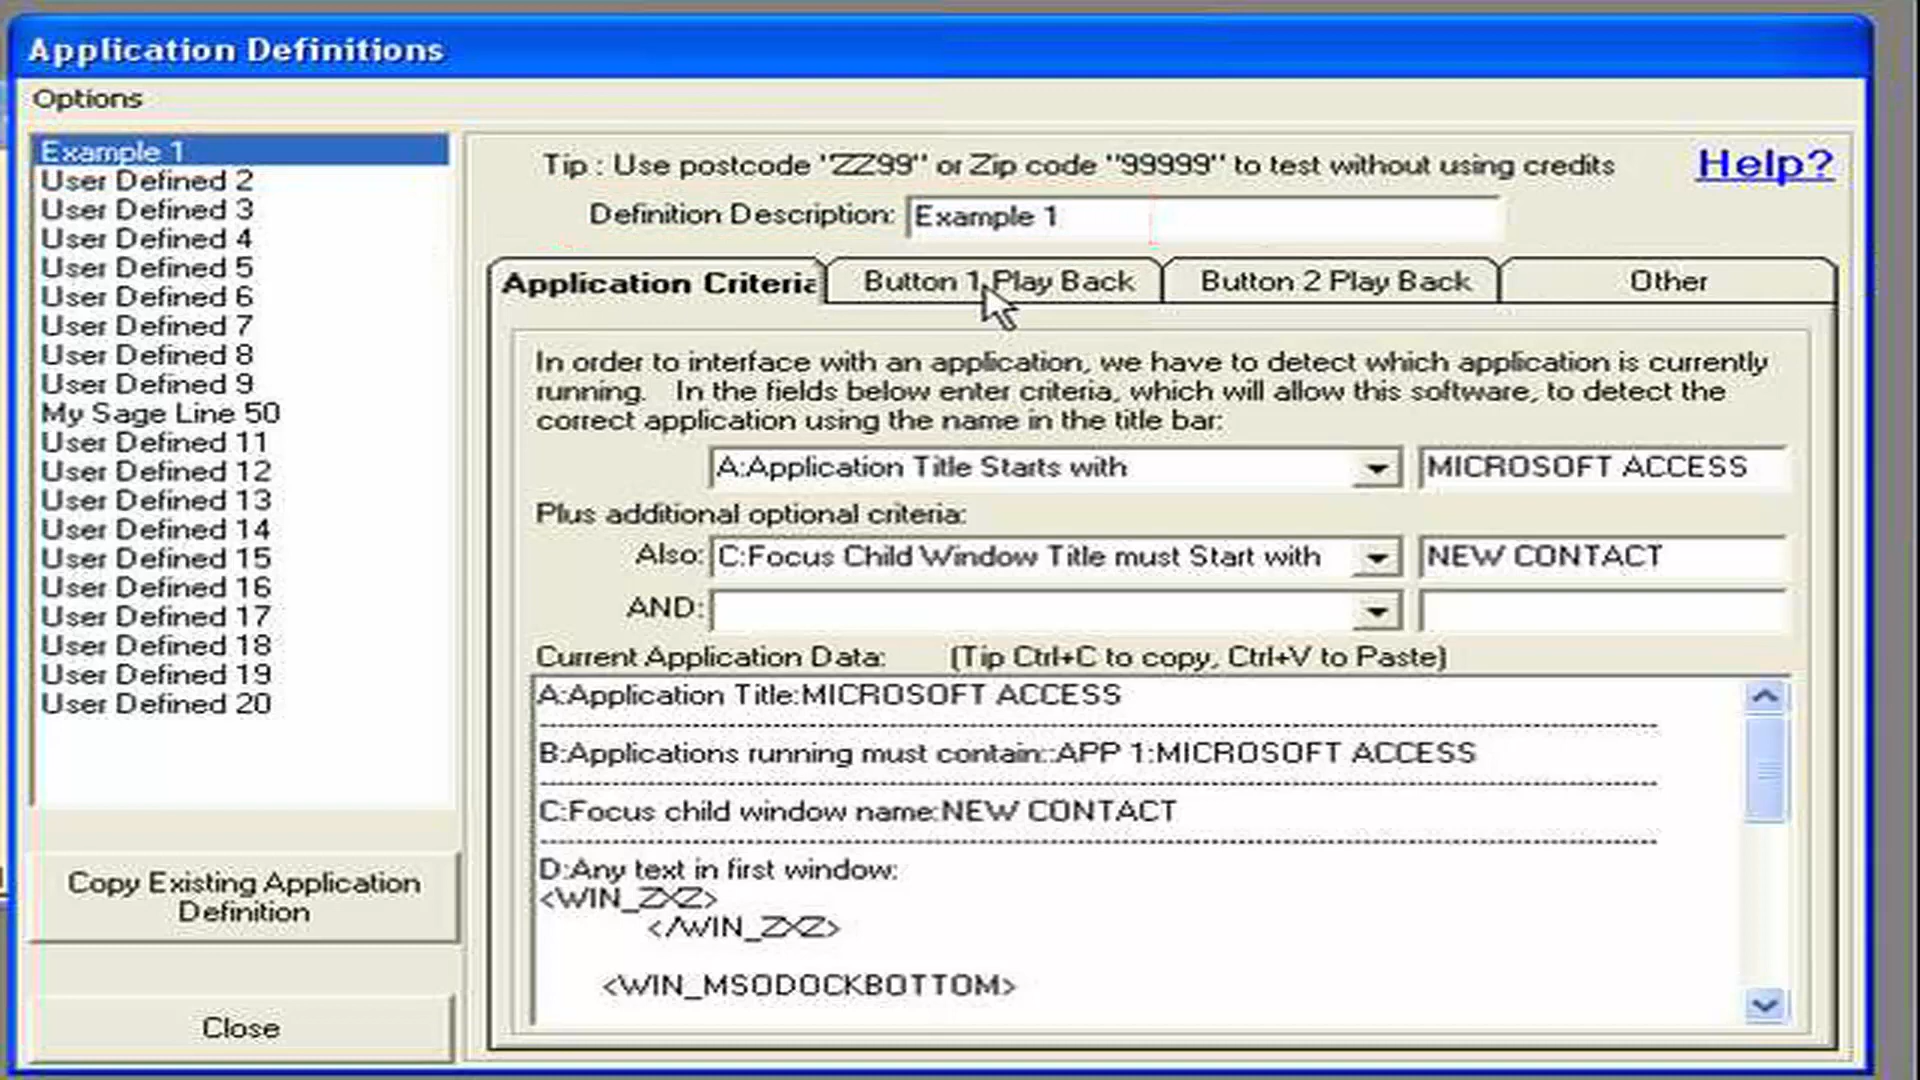 Application Definitions
Options
Example 1
User Defined 2
User Defined 3
User Defined 4
User Defined 5
User Defined 6
User Defined 7
User Defined 8
User Defined 9
My Sage Line 50
User Defined 11
User Defined 12
User Defined 13
User Defined 14
User Defined 15
User Defined 16
User Defined 17
User Defined 18
User Defined 19
User Defined 20
Copy Existing Application
Definition
Close
Tip : Use postcode "ZZ99" or Zip code "99999" to test without using credits
Help?
Definition Description: Example 1
Application Criteria
Button 1 Play Back
Button 2 Play Back
Other
In order to interface with an application, we have to detect which application is currently
running. In the fields below enter criteria, which will allow this software, to detect the
correct application using the name in the title bar:
A:Application Title Starts with
MICROSOFT ACCESS
Plus additional optional criteria:
Also: C:Focus Child Window Title must Start with
NEW CONTACT
AND:
Current Application Data: (Tip Ctrl+C to copy, Ctrl+V to Paste)
A:Application Title:MICROSOFT ACCESS
B:Applications running must contain::APP 1:MICROSOFT ACCESS
C:Focus child window name:NEW CONTACT
D:Any text in first window:
<WIN_ZXZ>
</WIN_ZXZ>
<WIN_MSODOCKBOTTOM>